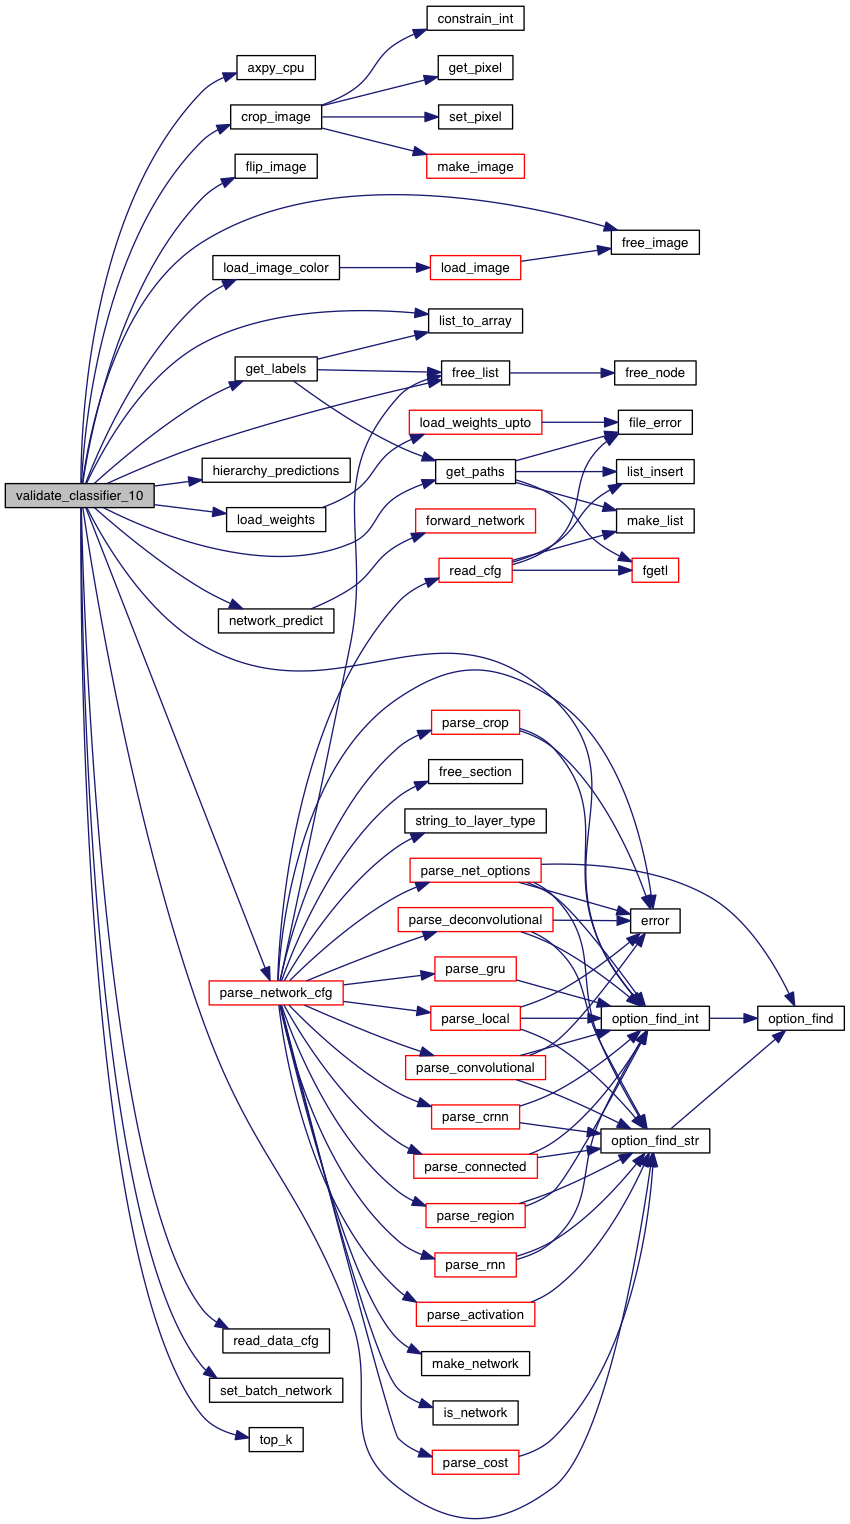 constrain_int
axpy_cpu
get_pixel
crop_image
set_pixel
flip_image
make_image
free_image
load_image_color
load_image
list_to_array
get_labels
free_list
free_node
load_weights_upto
file_error
hierarchy_predictions
get_paths
list_insert
validate_classifier_10
load_weights
forward_network
make_list
read_cfg
fgetl
network_predict
parse_crop
free_section
string_to_layer_type
parse_net_options
parse_deconvolutional
error
parse_gru
parse_network_cfg
parse_local
option_find_int
option_find
parse_convolutional
parse_crnn
option_find_str
parse_connected
parse_region
parse_rnn
parse_activation
read_data_cfg
make_network
set_batch_network
is_network
top_k
parse_cost